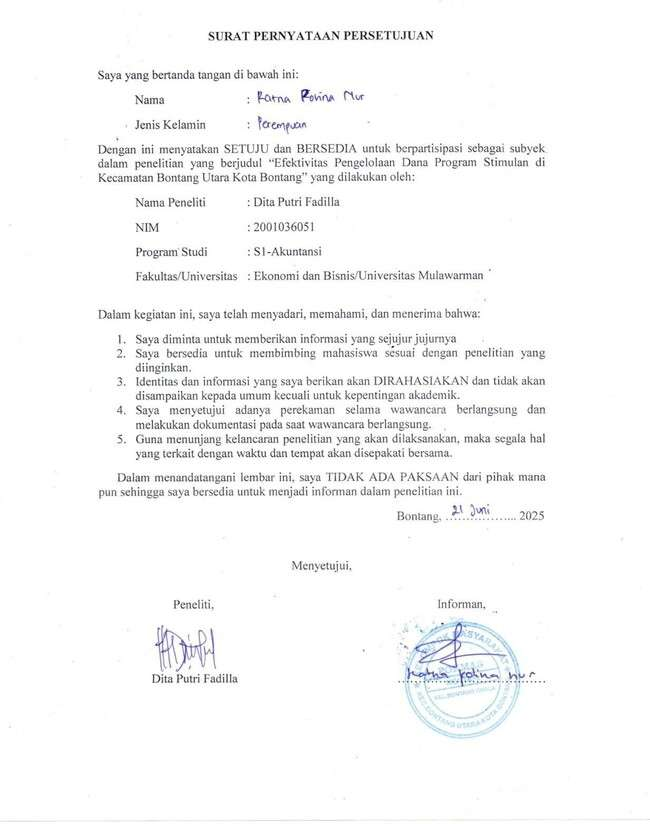 SURAT PERNYATAAN PERSETUJUAN
Saya yang bertanda tangan di bawah ini:
Nama : Ratna Rolina Nur
Jenis Kelamin : Perempuan
Dengan ini menyatakan SETUJU dan BERSEDIA untuk berpartisipasi sebagai subyek
dalam penelitian yang berjudul “Efektivitas Pengelolaan Dana Program Stimulan di
Kecamatan Bontang Utara Kota Bontang” yang dilakukan oleh:
Nama Peneliti : Dita Putri Fadilla
NIM : 2001036051
Program Studi : S1-Akuntansi
Fakultas/Universitas : Ekonomi dan Bisnis/Universitas Mulawarman
Dalam kegiatan ini, saya telah menyadari, memahami, dan menerima bahwa:
1. Saya diminta untuk memberikan informasi yang sejujur jujurnya
2. Saya bersedia untuk membimbing mahasiswa sesuai dengan penelitian yang
diinginkan.
3. Identitas dan informasi yang saya berikan akan DIRAHASIAKAN dan tidak akan
disampaikan kepada umum kecuali untuk kepentingan akademik.
4. Saya menyetujui adanya perekaman selama wawancara berlangsung dan
melakukan dokumentasi pada saat wawancara berlangsung.
5. Guna menunjang kelancaran penelitian yang akan dilaksanakan, maka segala hal
yang terkait dengan waktu dan tempat akan disepakati bersama.
Dalam menandatangani lembar ini, saya TIDAK ADA PAKSAAN dari pihak mana
pun sehingga saya bersedia untuk menjadi informan dalam penelitian ini.
Bontang, 21 Juni 2025
Menyetujui,
Peneliti, Informan,
Dita Putri Fadilla Ratna Rolina Nur